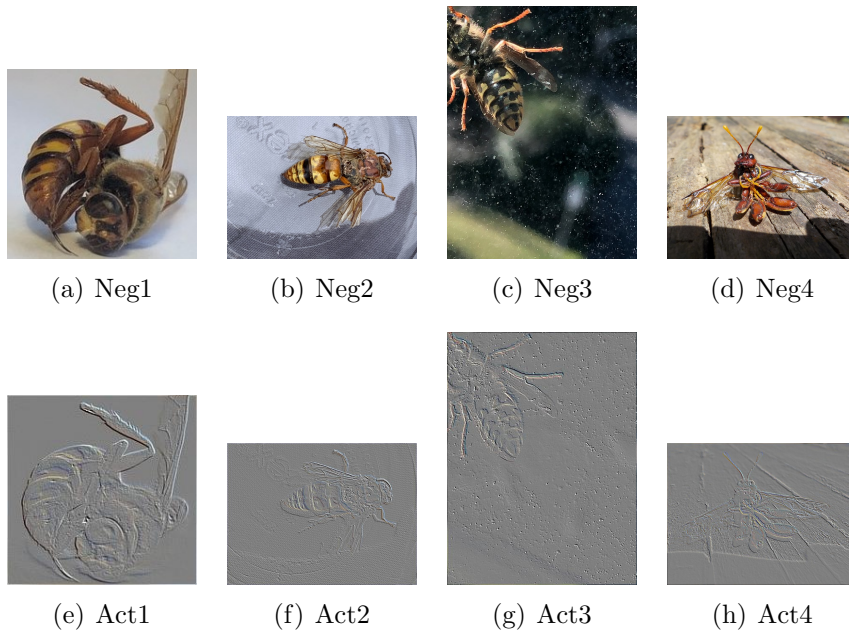 (a) Neg1
(b) Neg2
(c) Neg3
(d) Neg4
(e) Act1
(f) Act2
(g) Act3
(h) Act4